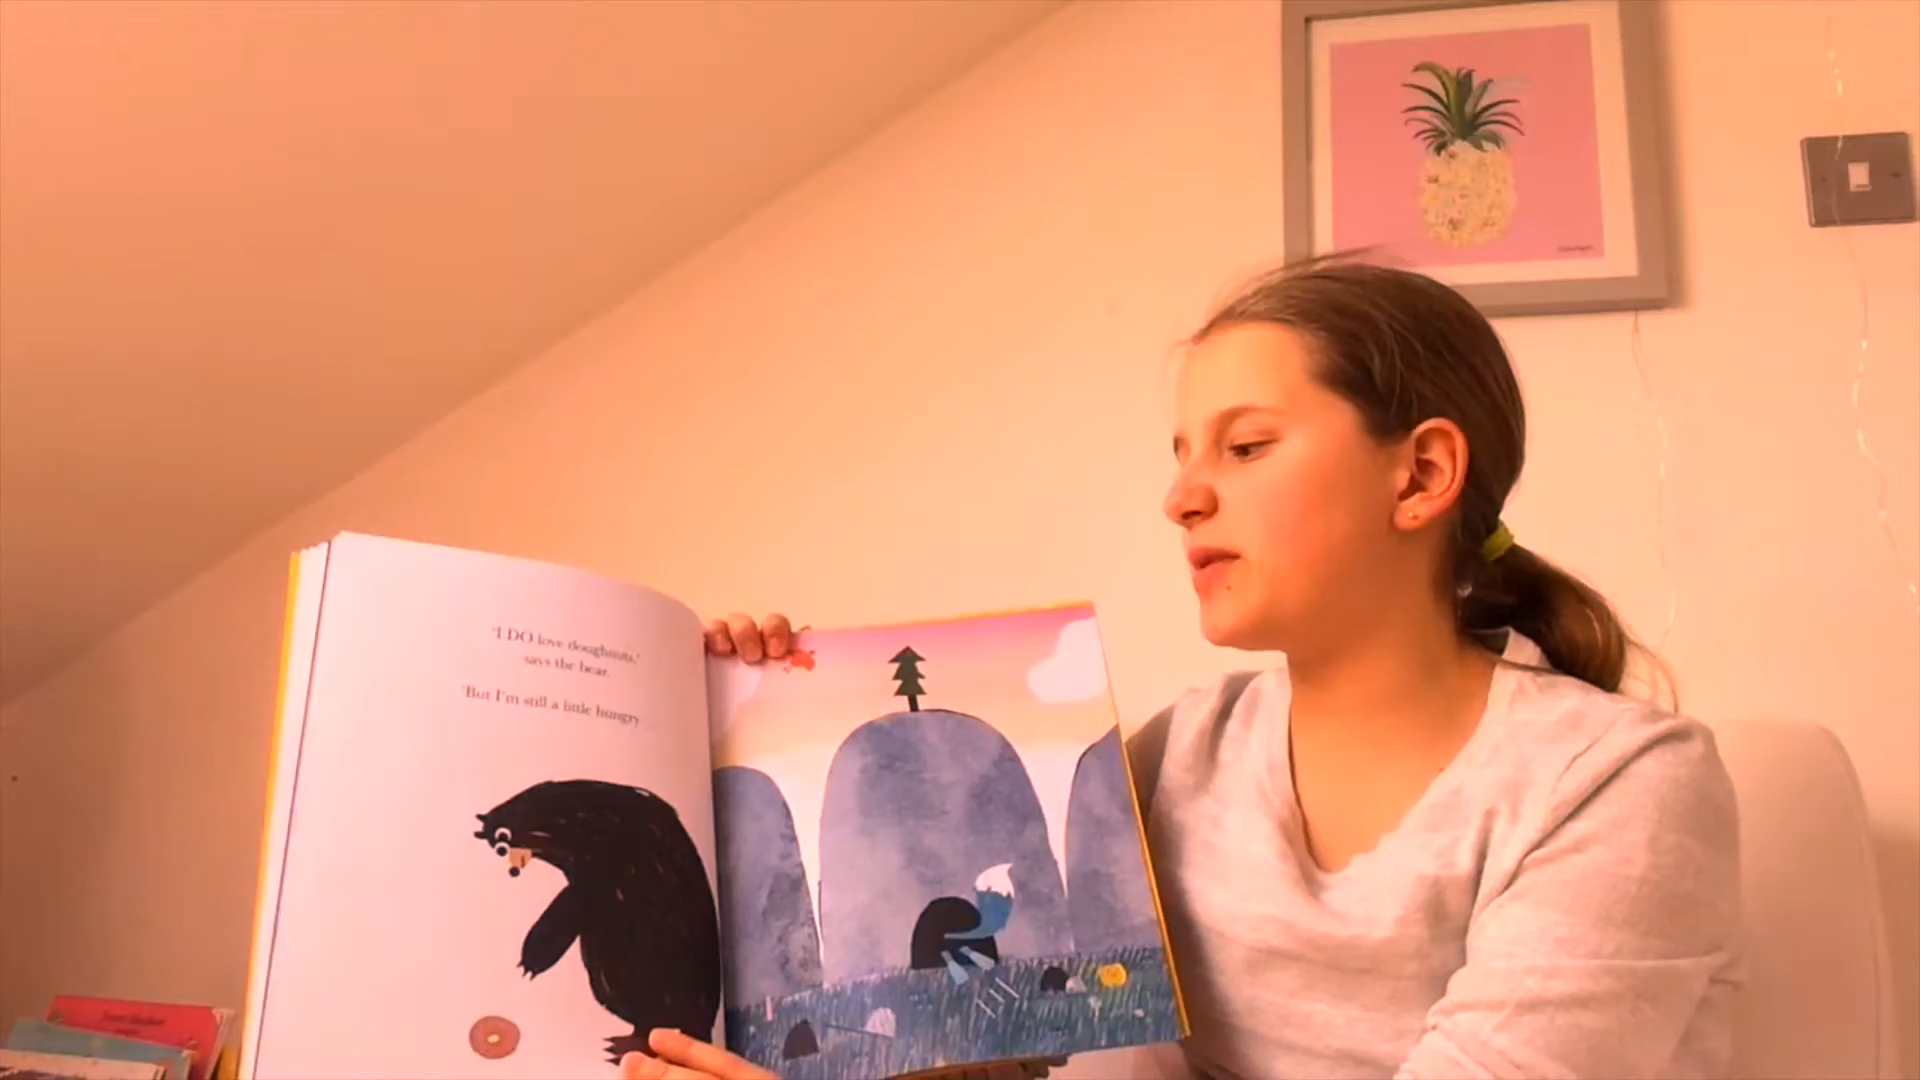 'I DO love doughnuts,'
says the bear.
'But I'm still a little hungry